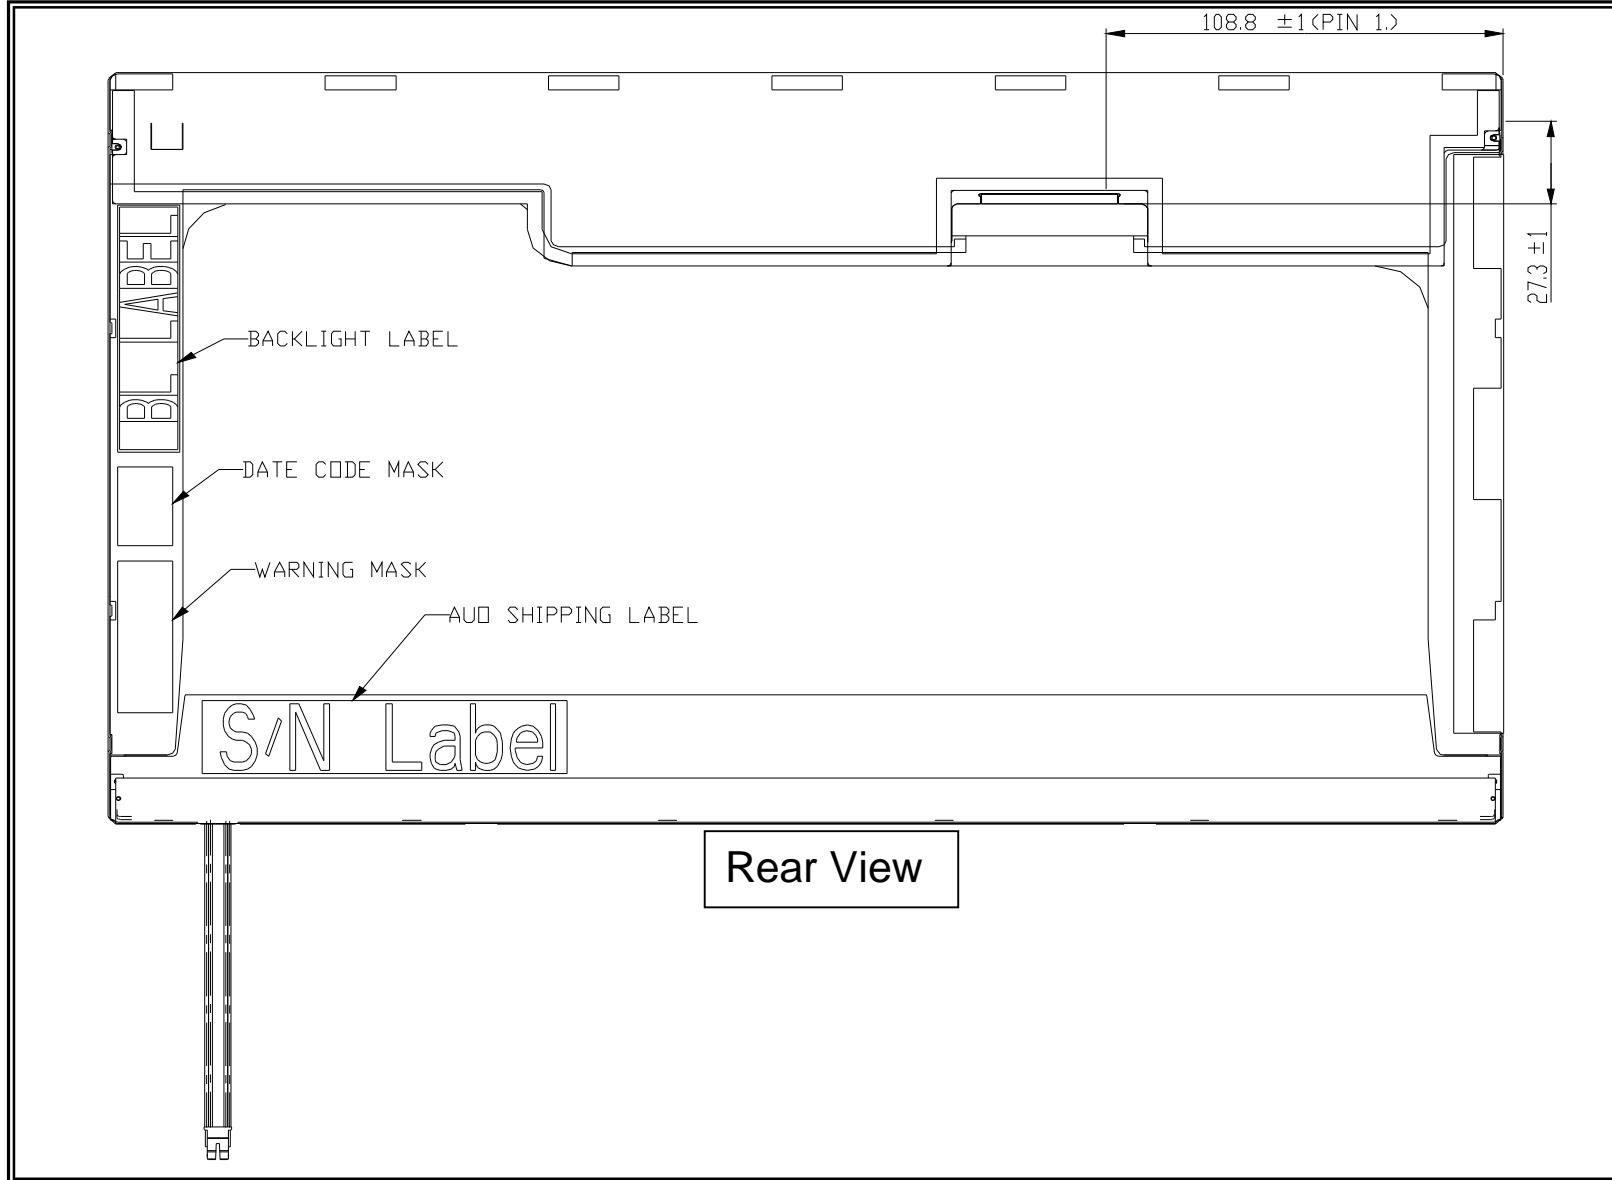 108.8 ±1(PIN 1.)
27.3 ±1
BL LABEL
BACKLIGHT LABEL
DATE CODE MASK
WARNING MASK
AUO SHIPPING LABEL
S/N Label
Rear View